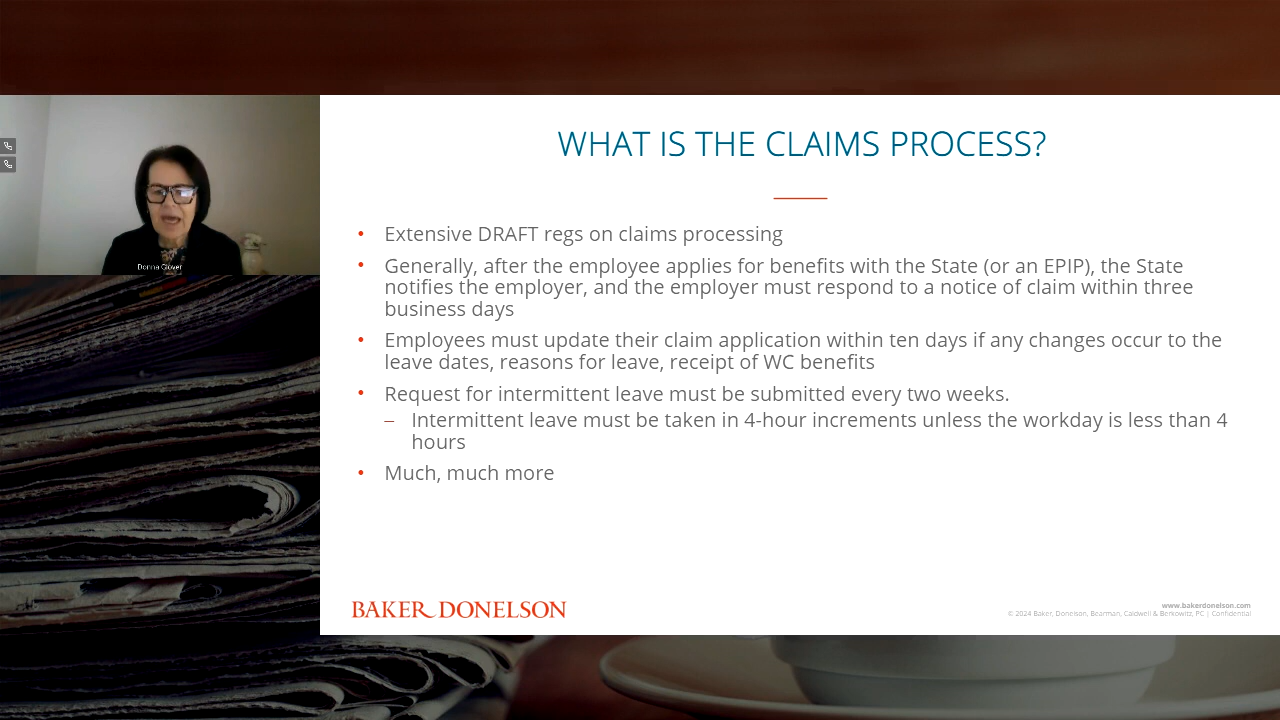 WHAT IS THE CLAIMS PROCESS?
• Extensive DRAFT regs on claims processing
• Generally, after the employee applies for benefits with the State (or an EPIP), the State
notifies the employer, and the employer must respond to a notice of claim within three
business days
• Employees must update their claim application within ten days if any changes occur to the
leave dates, reasons for leave, receipt of WC benefits
• Request for intermittent leave must be submitted every two weeks.
– Intermittent leave must be taken in 4-hour increments unless the workday is less than 4
hours
• Much, much more
Donna Glover
BAKER DONELSON
www.bakerdonelson.com
© 2024 Baker, Donelson, Bearman, Caldwell & Berkowitz, PC | Confidential